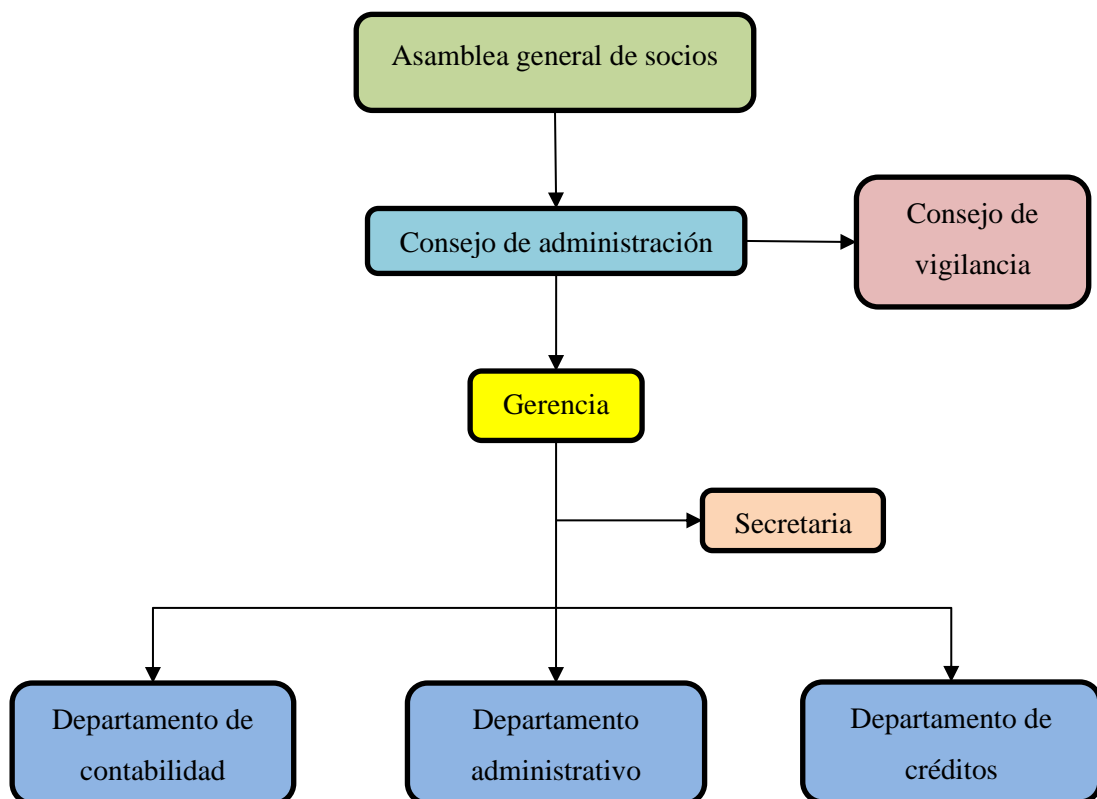 Asamblea general de socios
Consejo de administración
Consejo de
vigilancia
Gerencia
Secretaria
Departamento de
contabilidad
Departamento
administrativo
Departamento de
créditos